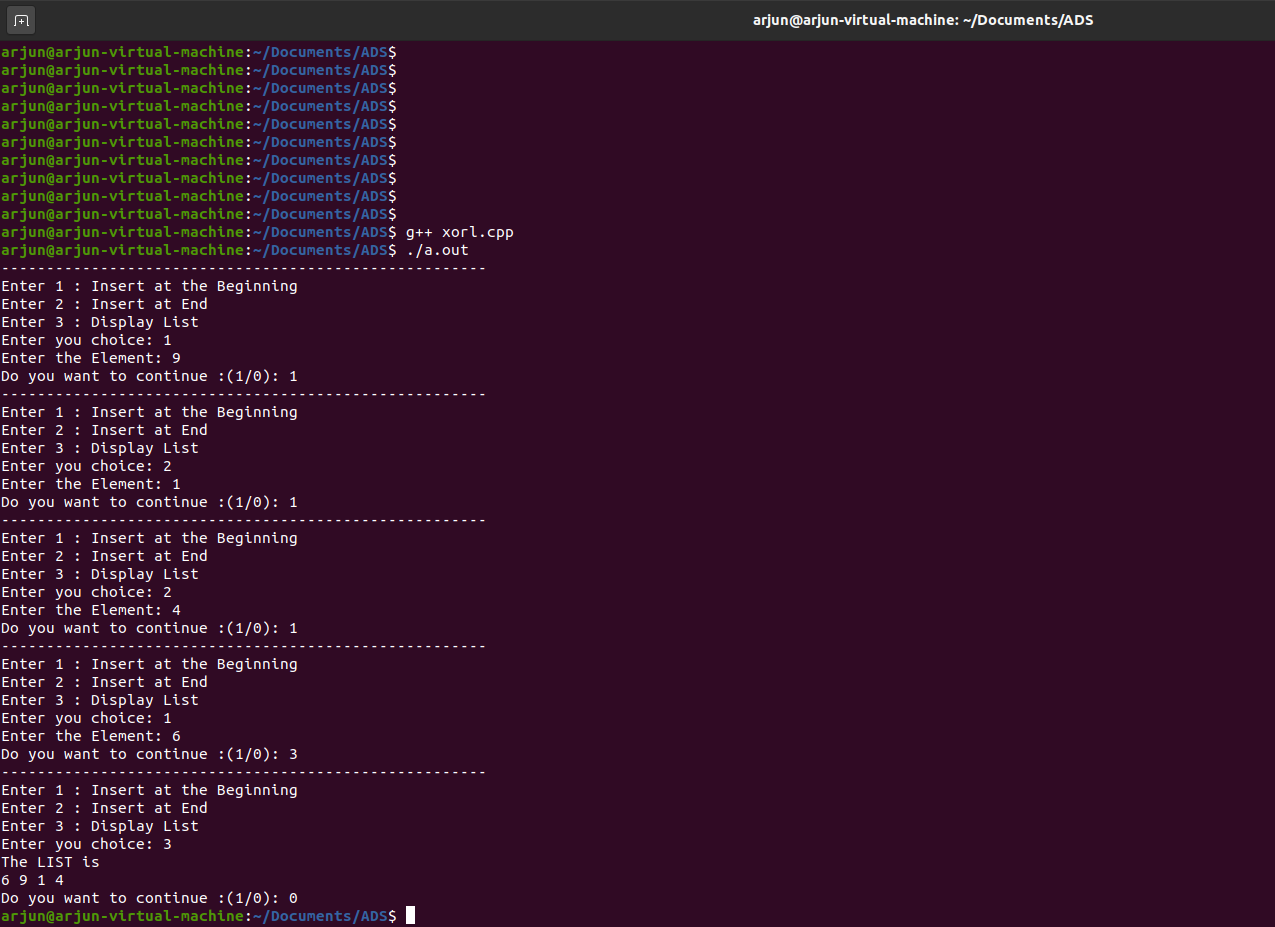 arjun@arjun-virtual-machine: ~/Documents/ADS
arjun@arjun-virtual-machine:~/Documents/ADS$
arjun@arjun-virtual-machine:~/Documents/ADS$
arjun@arjun-virtual-machine:~/Documents/ADS$
arjun@arjun-virtual-machine:~/Documents/ADS$
arjun@arjun-virtual-machine:~/Documents/ADS$
arjun@arjun-virtual-machine:~/Documents/ADS$
arjun@arjun-virtual-machine:~/Documents/ADS$
arjun@arjun-virtual-machine:~/Documents/ADS$
arjun@arjun-virtual-machine:~/Documents/ADS$
arjun@arjun-virtual-machine:~/Documents/ADS$
arjun@arjun-virtual-machine:~/Documents/ADS$ g++ xorl.cpp
arjun@arjun-virtual-machine:~/Documents/ADS$ ./a.out
------------------------------------------------------
Enter 1 : Insert at the Beginning
Enter 2 : Insert at End
Enter 3 : Display List
Enter you choice: 1
Enter the Element: 9
Do you want to continue :(1/0): 1
------------------------------------------------------
Enter 1 : Insert at the Beginning
Enter 2 : Insert at End
Enter 3 : Display List
Enter you choice: 2
Enter the Element: 1
Do you want to continue :(1/0): 1
------------------------------------------------------
Enter 1 : Insert at the Beginning
Enter 2 : Insert at End
Enter 3 : Display List
Enter you choice: 2
Enter the Element: 4
Do you want to continue :(1/0): 1
------------------------------------------------------
Enter 1 : Insert at the Beginning
Enter 2 : Insert at End
Enter 3 : Display List
Enter you choice: 1
Enter the Element: 6
Do you want to continue :(1/0): 3
------------------------------------------------------
Enter 1 : Insert at the Beginning
Enter 2 : Insert at End
Enter 3 : Display List
Enter you choice: 3
The LIST is
6 9 1 4
Do you want to continue :(1/0): 0
arjun@arjun-virtual-machine:~/Documents/ADS$